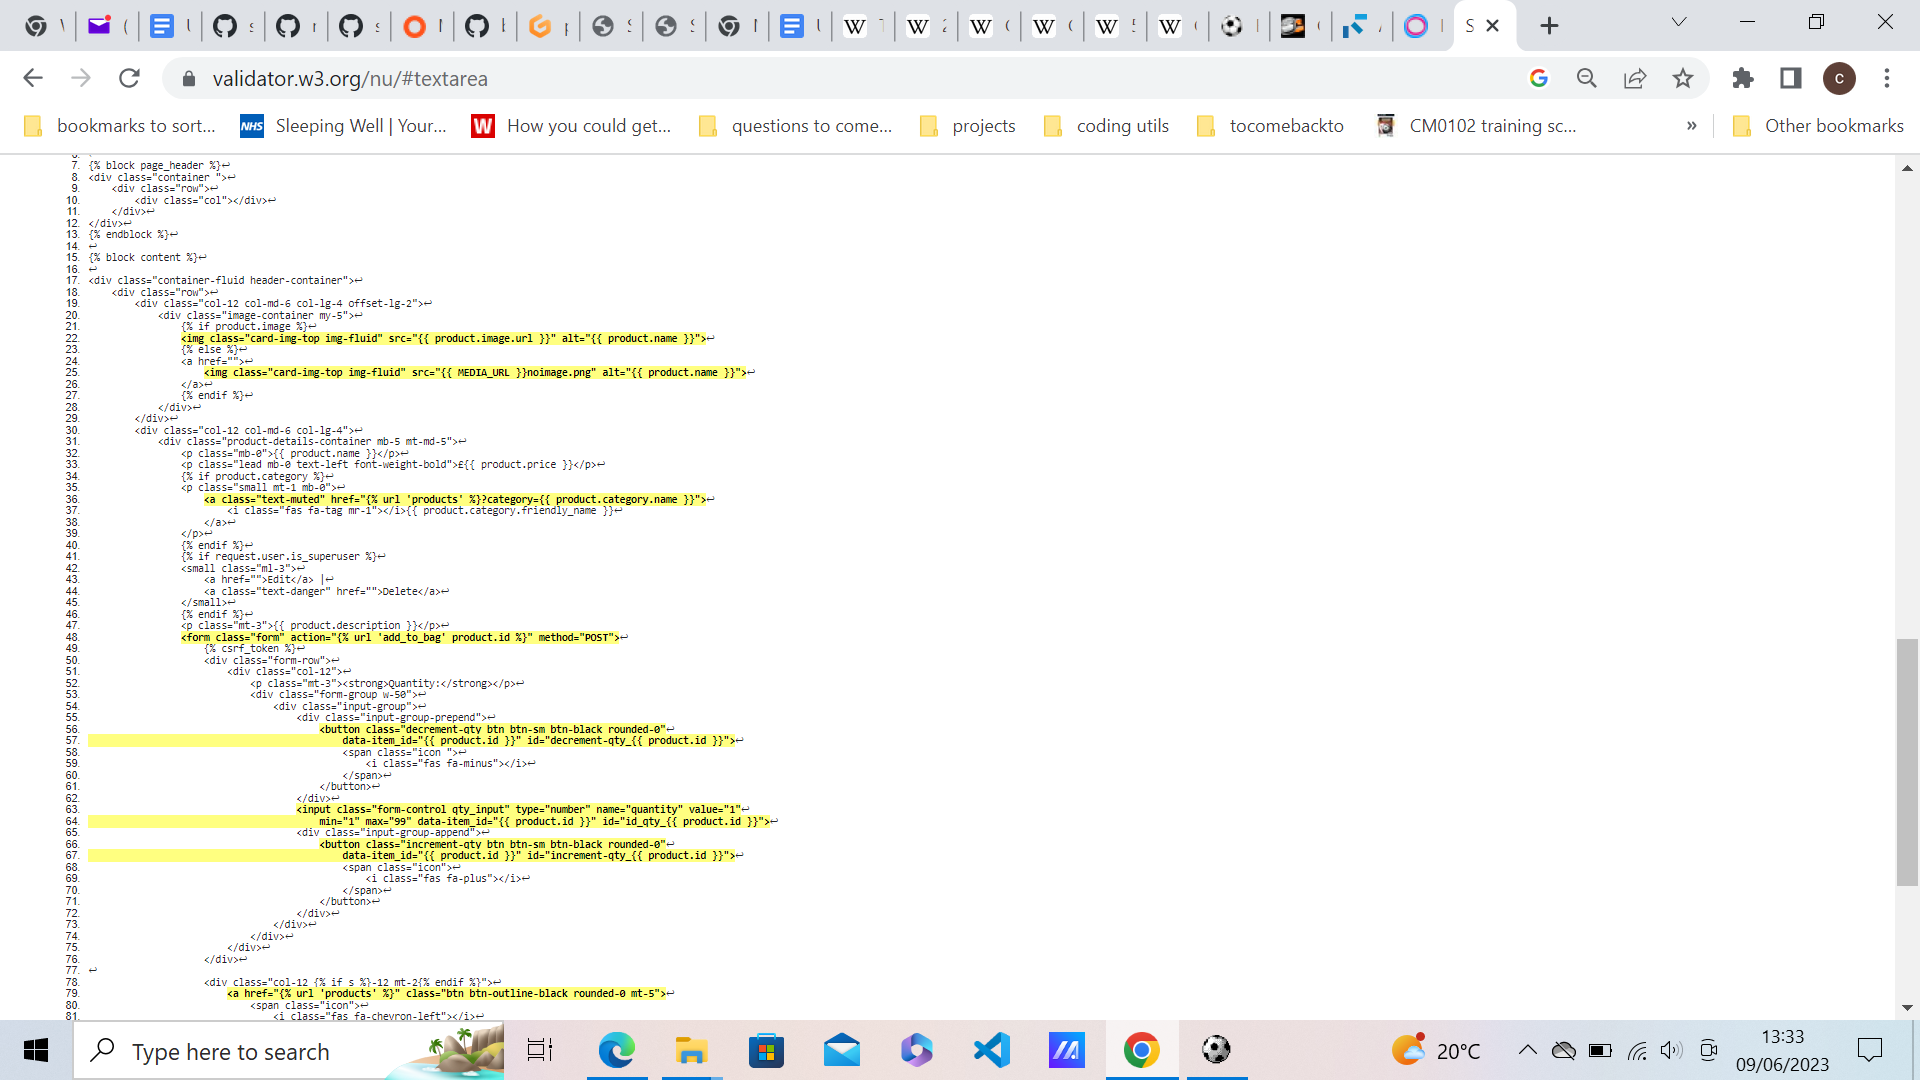 validator.w3.org/nu/#textarea
bookmarks to sort...
NHS
Sleeping Well | Your...
How you could get...
questions to come...
projects
coding utils
tocomebackto
CM0102 training sc...
»
Other bookmarks
7. {% block page_header %}↩
8. <div class="container ">↩
9. <div class="row">↩
10. <div class="col"></div>↩
11. </div>↩
12. </div>↩
13. {% endblock %}↩
14. ↩
15. {% block content %}↩
16. ↩
17. <div class="container-fluid header-container">↩
18. <div class="row">↩
19. <div class="col-12 col-md-6 col-lg-4 offset-lg-2">↩
20. <div class="image-container my-5">↩
21. {% if product.image %}↩
22. <img class="card-img-top img-fluid" src="{{ product.image.url }}" alt="{{ product.name }}">↩
23. {% else %}↩
24. <a href="">↩
25. <img class="card-img-top img-fluid" src="{{ MEDIA_URL }}noimage.png" alt="{{ product.name }}">↩
26. </a>↩
27. {% endif %}↩
28. </div>↩
29. </div>↩
30. <div class="col-12 col-md-6 col-lg-4">↩
31. <div class="product-details-container mb-5 mt-md-5">↩
32. <p class="mb-0">{{ product.name }}</p>↩
33. <p class="lead mb-0 text-left font-weight-bold">£{{ product.price }}</p>↩
34. {% if product.category %}↩
35. <p class="small mt-1 mb-0">↩
36. <a class="text-muted" href="{% url 'products' %}?category={{ product.category.name }}">↩
37. <i class="fas fa-tag mr-1"></i>{{ product.category.friendly_name }}↩
38. </a>↩
39. </p>↩
40. {% endif %}↩
41. {% if request.user.is_superuser %}↩
42. <small class="ml-3">↩
43. <a href="">Edit</a> |↩
44. <a class="text-danger" href="">Delete</a>↩
45. </small>↩
46. {% endif %}↩
47. <p class="mt-3">{{ product.description }}</p>↩
48. <form class="form" action="{% url 'add_to_bag' product.id %}" method="POST">↩
49. {% csrf_token %}↩
50. <div class="form-row">↩
51. <div class="col-12">↩
52. <p class="mt-3"><strong>Quantity:</strong></p>↩
53. <div class="form-group w-50">↩
54. <div class="input-group">↩
55. <div class="input-group-prepend">↩
56. <button class="decrement-qty btn btn-sm btn-black rounded-0"↩
57. data-item_id="{{ product.id }}" id="decrement-qty_{{ product.id }}">↩
58. <span class="icon ">↩
59. <i class="fas fa-minus"></i>↩
60. </span>↩
61. </button>↩
62. </div>↩
63. <input class="form-control qty_input" type="number" name="quantity" value="1"↩
64. min="1" max="99" data-item_id="{{ product.id }}" id="id_qty_{{ product.id }}">↩
65. <div class="input-group-append">↩
66. <button class="increment-qty btn btn-sm btn-black rounded-0"↩
67. data-item_id="{{ product.id }}" id="increment-qty_{{ product.id }}">↩
68. <span class="icon">↩
69. <i class="fas fa-plus"></i>↩
70. </span>↩
71. </button>↩
72. </div>↩
73. </div>↩
74. </div>↩
75. </div>↩
76. </div>↩
77. ↩
78. <div class="col-12 {% if s %}-12 mt-2{% endif %}">↩
79. <a href="{% url 'products' %}" class="btn btn-outline-black rounded-0 mt-5">↩
80. <span class="icon">↩
81. <i class="fas fa-chevron-left"></i>↩
Type here to search
20°C
13:33
09/06/2023